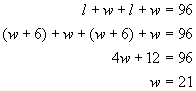 l + w + l + w = 96
(w + 6) + w + (w + 6) + w = 96
4w + 12 = 96
w = 21